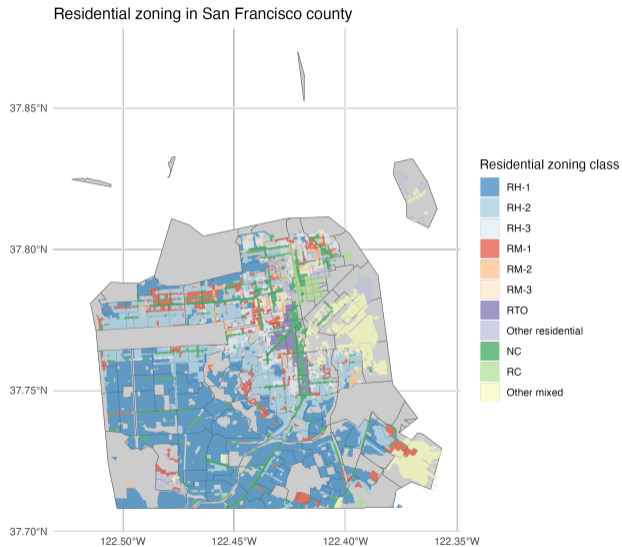 Residential zoning in San Francisco county
37.85°N
37.80°N
37.75°N
37.70°N
122.50°W
122.45°W
122.40°W
122.35°W
Residential zoning class
RH-1
RH-2
RH-3
RM-1
RM-2
RM-3
RTO
Other residential
NC
RC
Other mixed